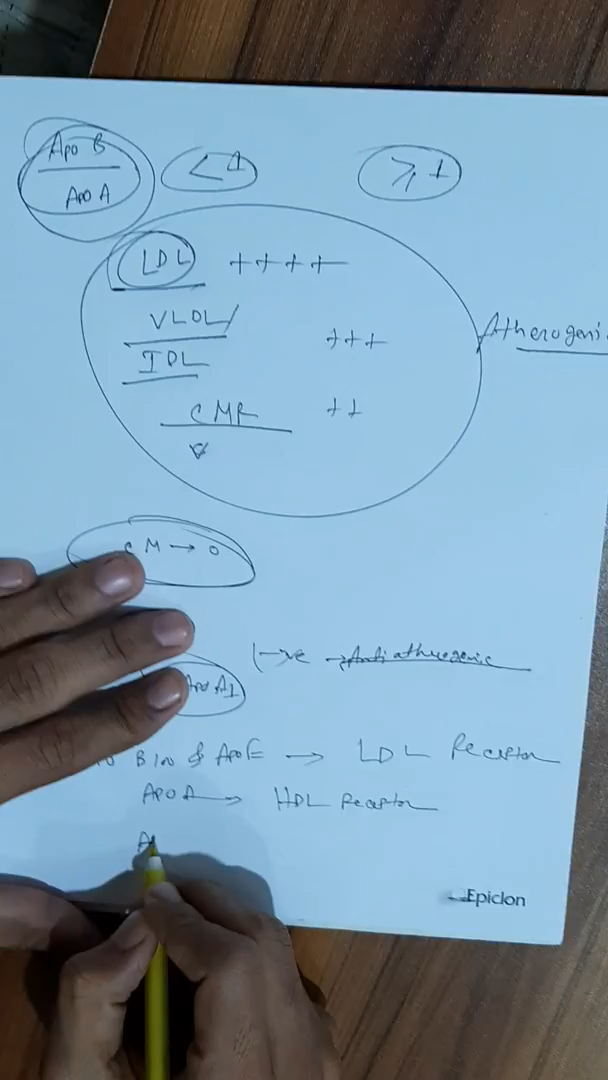 Apo B
Apo A
< 1
≥ 1
LDL ++++
VLDL/
IDL +++
CMR ++
Atherogeni
CM → 0
(-ve → Antiatherogenic
Apo A1
B100 & Apo E → LDL Receptor
Apo A → HDL Receptor
A
Epiclon